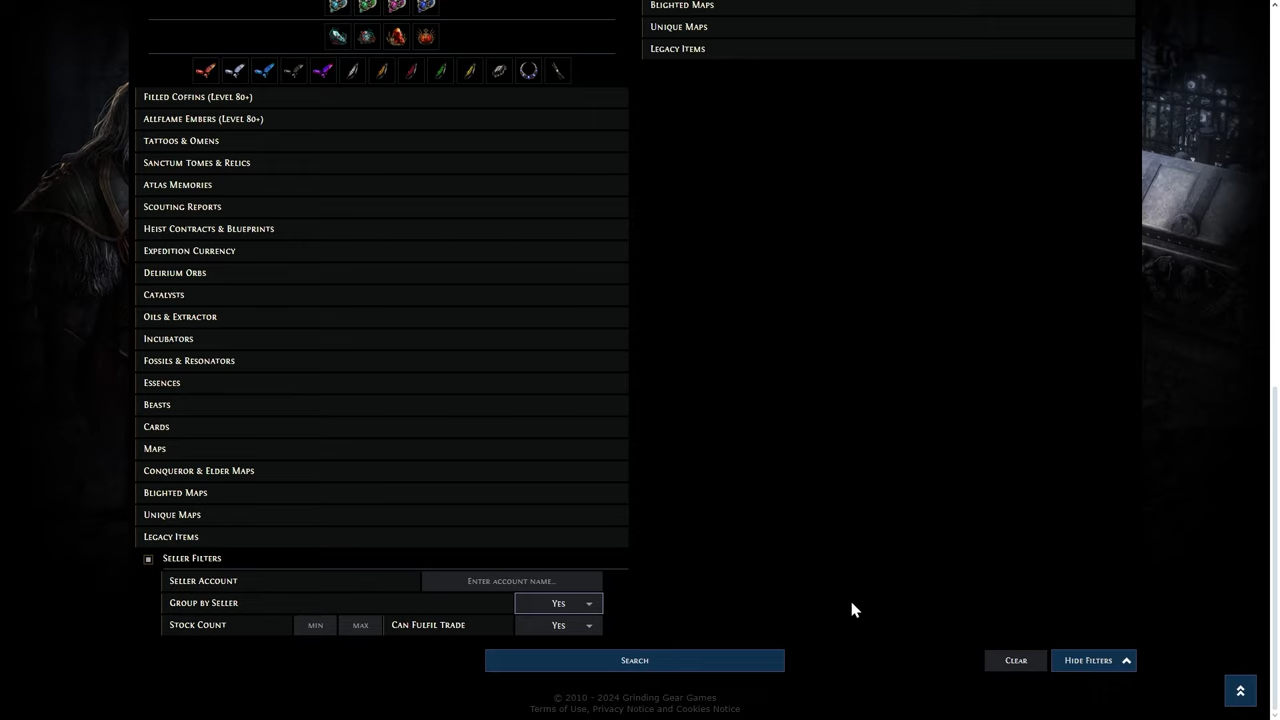 Blighted Maps
Unique Maps
Legacy Items
Filled Coffins (Level 80+)
Allflame Embers (Level 80+)
Tattoos & Omens
Sanctum Tomes & Relics
Atlas Memories
Scouting Reports
Heist Contracts & Blueprints
Expedition Currency
Delirium Orbs
Catalysts
Oils & Extractor
Incubators
Fossils & Resonators
Essences
Beasts
Cards
Maps
Conqueror & Elder Maps
Blighted Maps
Unique Maps
Legacy Items
Seller Filters
Seller Account Enter account name...
Group by Seller Yes
Stock Count MIN MAX Can Fulfil Trade Yes
Search Clear Hide Filters
© 2010 - 2024 Grinding Gear Games
Terms of Use, Privacy Notice and Cookies Notice